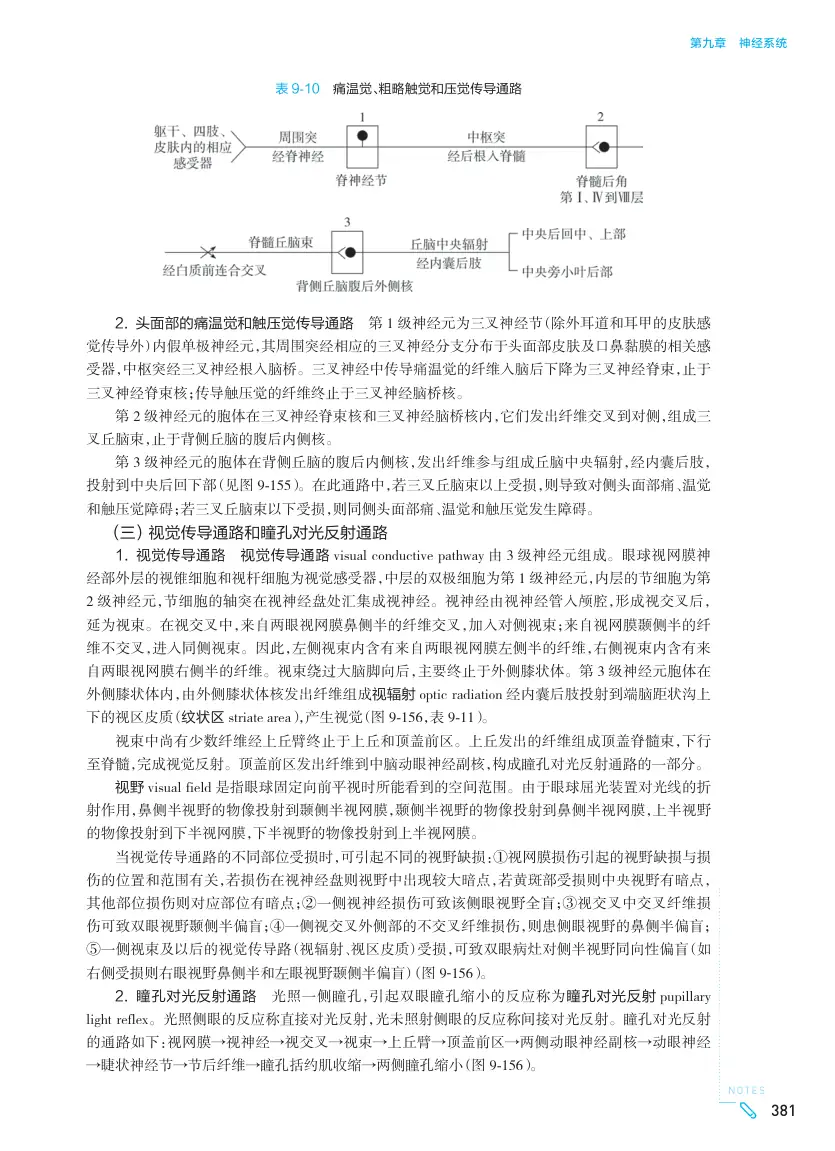 第九章　神经系统
表 9-10　痛温觉、粗略触觉和压觉传导通路
1
2
躯干、四肢、
皮肤内的相应
感受器
周围突
经脊神经
中枢突
经后根入脊髓
脊神经节
脊髓后角
第Ⅰ、Ⅳ到Ⅷ层
3
脊髓丘脑束
经白质前连合交叉
丘脑中央辐射
经内囊后肢
中央后回中、上部
中央旁小叶后部
背侧丘脑腹后外侧核
2. 头面部的痛温觉和触压觉传导通路　第 1 级神经元为三叉神经节(除外耳道和耳甲的皮肤感
觉传导外)内假单极神经元,其周围突经相应的三叉神经分支分布于头面部皮肤及口鼻黏膜的相关感
受器,中枢突经三叉神经根入脑桥。三叉神经中传导痛温觉的纤维入脑后下降为三叉神经脊束,止于
三叉神经脊束核;传导触压觉的纤维终止于三叉神经脑桥核。
第 2 级神经元的胞体在三叉神经脊束核和三叉神经脑桥核内,它们发出纤维交叉到对侧,组成三
叉丘脑束,止于背侧丘脑的腹后内侧核。
第 3 级神经元的胞体在背侧丘脑的腹后内侧核,发出纤维参与组成丘脑中央辐射,经内囊后肢,
投射到中央后回下部(见图 9-155)。在此通路中,若三叉丘脑束以上受损,则导致对侧头面部痛、温觉
和触压觉障碍;若三叉丘脑束以下受损,则同侧头面部痛、温觉和触压觉发生障碍。
(三) 视觉传导通路和瞳孔对光反射通路
1. 视觉传导通路　视觉传导通路 visual conductive pathway 由 3 级神经元组成。眼球视网膜神
经部外层的视锥细胞和视杆细胞为视觉感受器,中层的双极细胞为第 1 级神经元,内层的节细胞为第
2 级神经元,节细胞的轴突在视神经盘处汇集成视神经。视神经由视神经管入颅腔,形成视交叉后,
延为视束。在视交叉中,来自两眼视网膜鼻侧半的纤维交叉,加入对侧视束;来自视网膜颞侧半的纤
维不交叉,进入同侧视束。因此,左侧视束内含有来自两眼视网膜左侧半的纤维,右侧视束内含有来
自两眼视网膜右侧半的纤维。视束绕过大脑脚向后,主要终止于外侧膝状体。第 3 级神经元胞体在
外侧膝状体内,由外侧膝状体核发出纤维组成视辐射 optic radiation 经内囊后肢投射到端脑距状沟上
下的视区皮质(纹状区 striate area),产生视觉(图 9-156,表 9-11)。
视束中尚有少数纤维经上丘臂终止于上丘和顶盖前区。上丘发出的纤维组成顶盖脊髓束,下行
至脊髓,完成视觉反射。顶盖前区发出纤维到中脑动眼神经副核,构成瞳孔对光反射通路的一部分。
视野 visual field 是指眼球固定向前平视时所能看到的空间范围。由于眼球屈光装置对光线的折
射作用,鼻侧半视野的物像投射到颞侧半视网膜,颞侧半视野的物像投射到鼻侧半视网膜,上半视野
的物像投射到下半视网膜,下半视野的物像投射到上半视网膜。
当视觉传导通路的不同部位受损时,可引起不同的视野缺损:①视网膜损伤引起的视野缺损与损
伤的位置和范围有关,若损伤在视神经盘则视野中出现较大暗点,若黄斑部受损则中央视野有暗点,
其他部位损伤则对应部位有暗点;②一侧视神经损伤可致该侧眼视野全盲;③视交叉中交叉纤维损
伤可致双眼视野颞侧半偏盲;④一侧视交叉外侧部的不交叉纤维损伤,则患侧眼视野的鼻侧半偏盲;
⑤一侧视束及以后的视觉传导路(视辐射、视区皮质)受损,可致双眼病灶对侧半视野同向性偏盲(如
右侧受损则右眼视野鼻侧半和左眼视野颞侧半偏盲)(图 9-156)。
2. 瞳孔对光反射通路　光照一侧瞳孔,引起双眼瞳孔缩小的反应称为瞳孔对光反射 pupillary
light reflex。光照侧眼的反应称直接对光反射,光未照射侧眼的反应称间接对光反射。瞳孔对光反射
的通路如下:视网膜→视神经→视交叉→视束→上丘臂→顶盖前区→两侧动眼神经副核→动眼神经
→睫状神经节→节后纤维→瞳孔括约肌收缩→两侧瞳孔缩小(图 9-156)。
NOTES
381